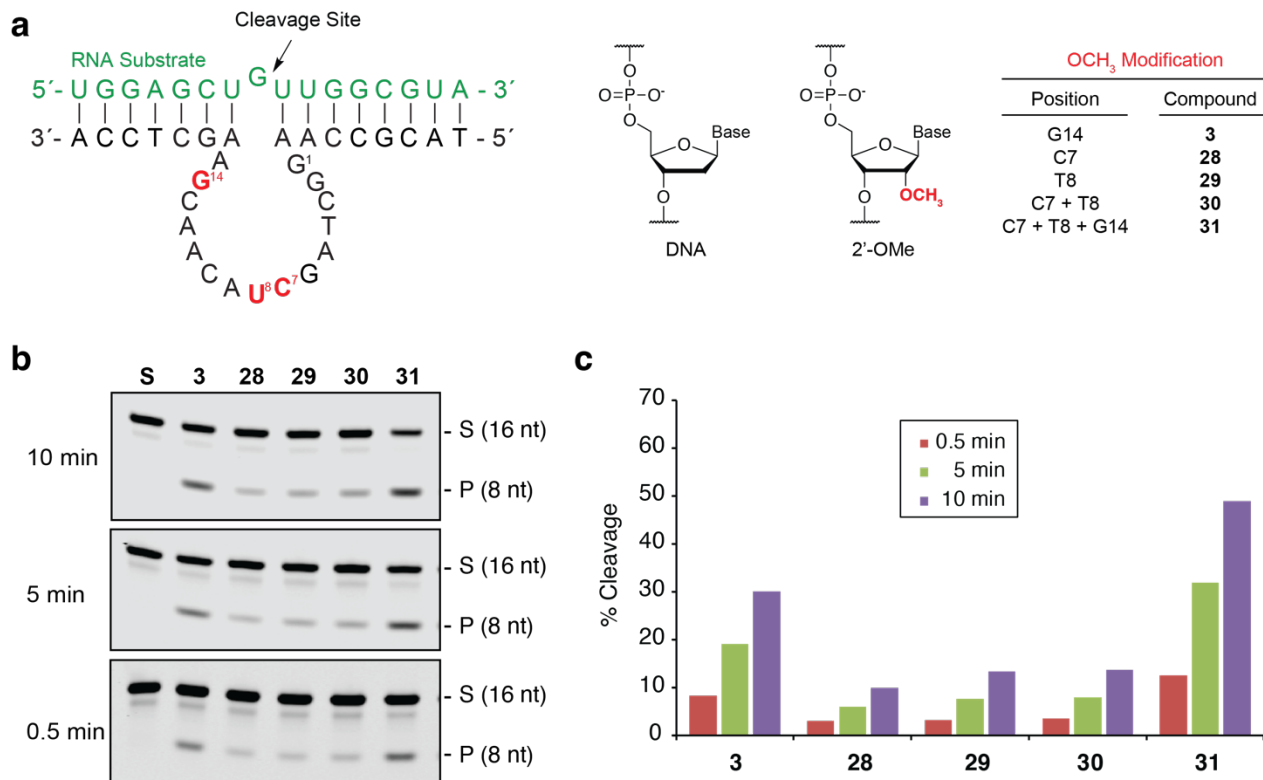 a
Cleavage Site
RNA Substrate
5′- U G G A G C U G U U G G C G U A - 3′
3′- A C C T C G A A A C C G C A T - 5′
A G¹
G¹⁴ G
C C
A T
A A
C G
A U⁸ C⁷
O
O=P-O⁻
O
Base
O
O
DNA
O
O=P-O⁻
O
Base
O
O OCH₃
2'-OMe
OCH₃ Modification
Position Compound
G14 3
C7 28
T8 29
C7 + T8 30
C7 + T8 + G14 31
b
S 3 28 29 30 31
10 min
- S (16 nt)
- P (8 nt)
5 min
- S (16 nt)
- P (8 nt)
0.5 min
- S (16 nt)
- P (8 nt)
c
% Cleavage
70
60
50
40
30
20
10
0
0.5 min
5 min
10 min
3 28 29 30 31